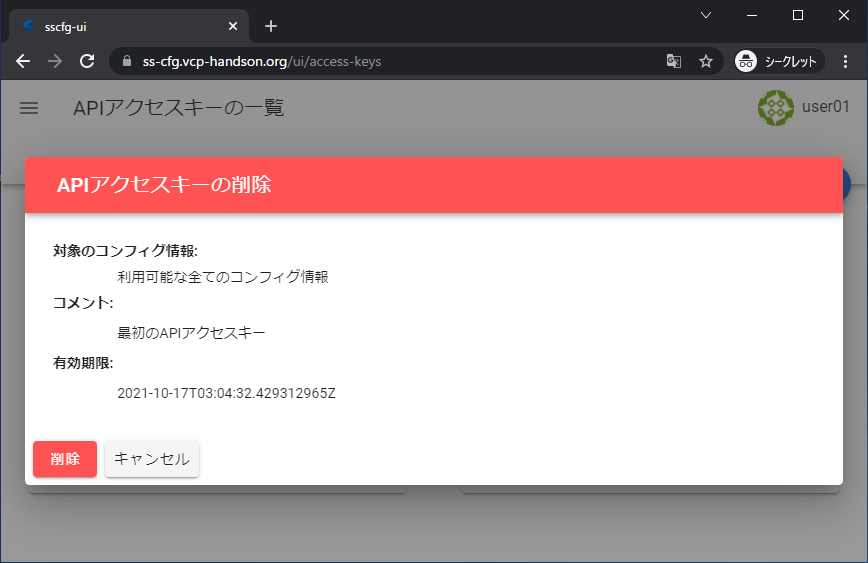 sscfg-ui
ss-cfg.vcp-handson.org/ui/access-keys
シークレット
APIアクセスキーの一覧
user01
APIアクセスキーの削除
対象のコンフィグ情報:
利用可能な全てのコンフィグ情報
コメント:
最初のAPIアクセスキー
有効期限:
2021-10-17T03:04:32.429312965Z
削除 キャンセル